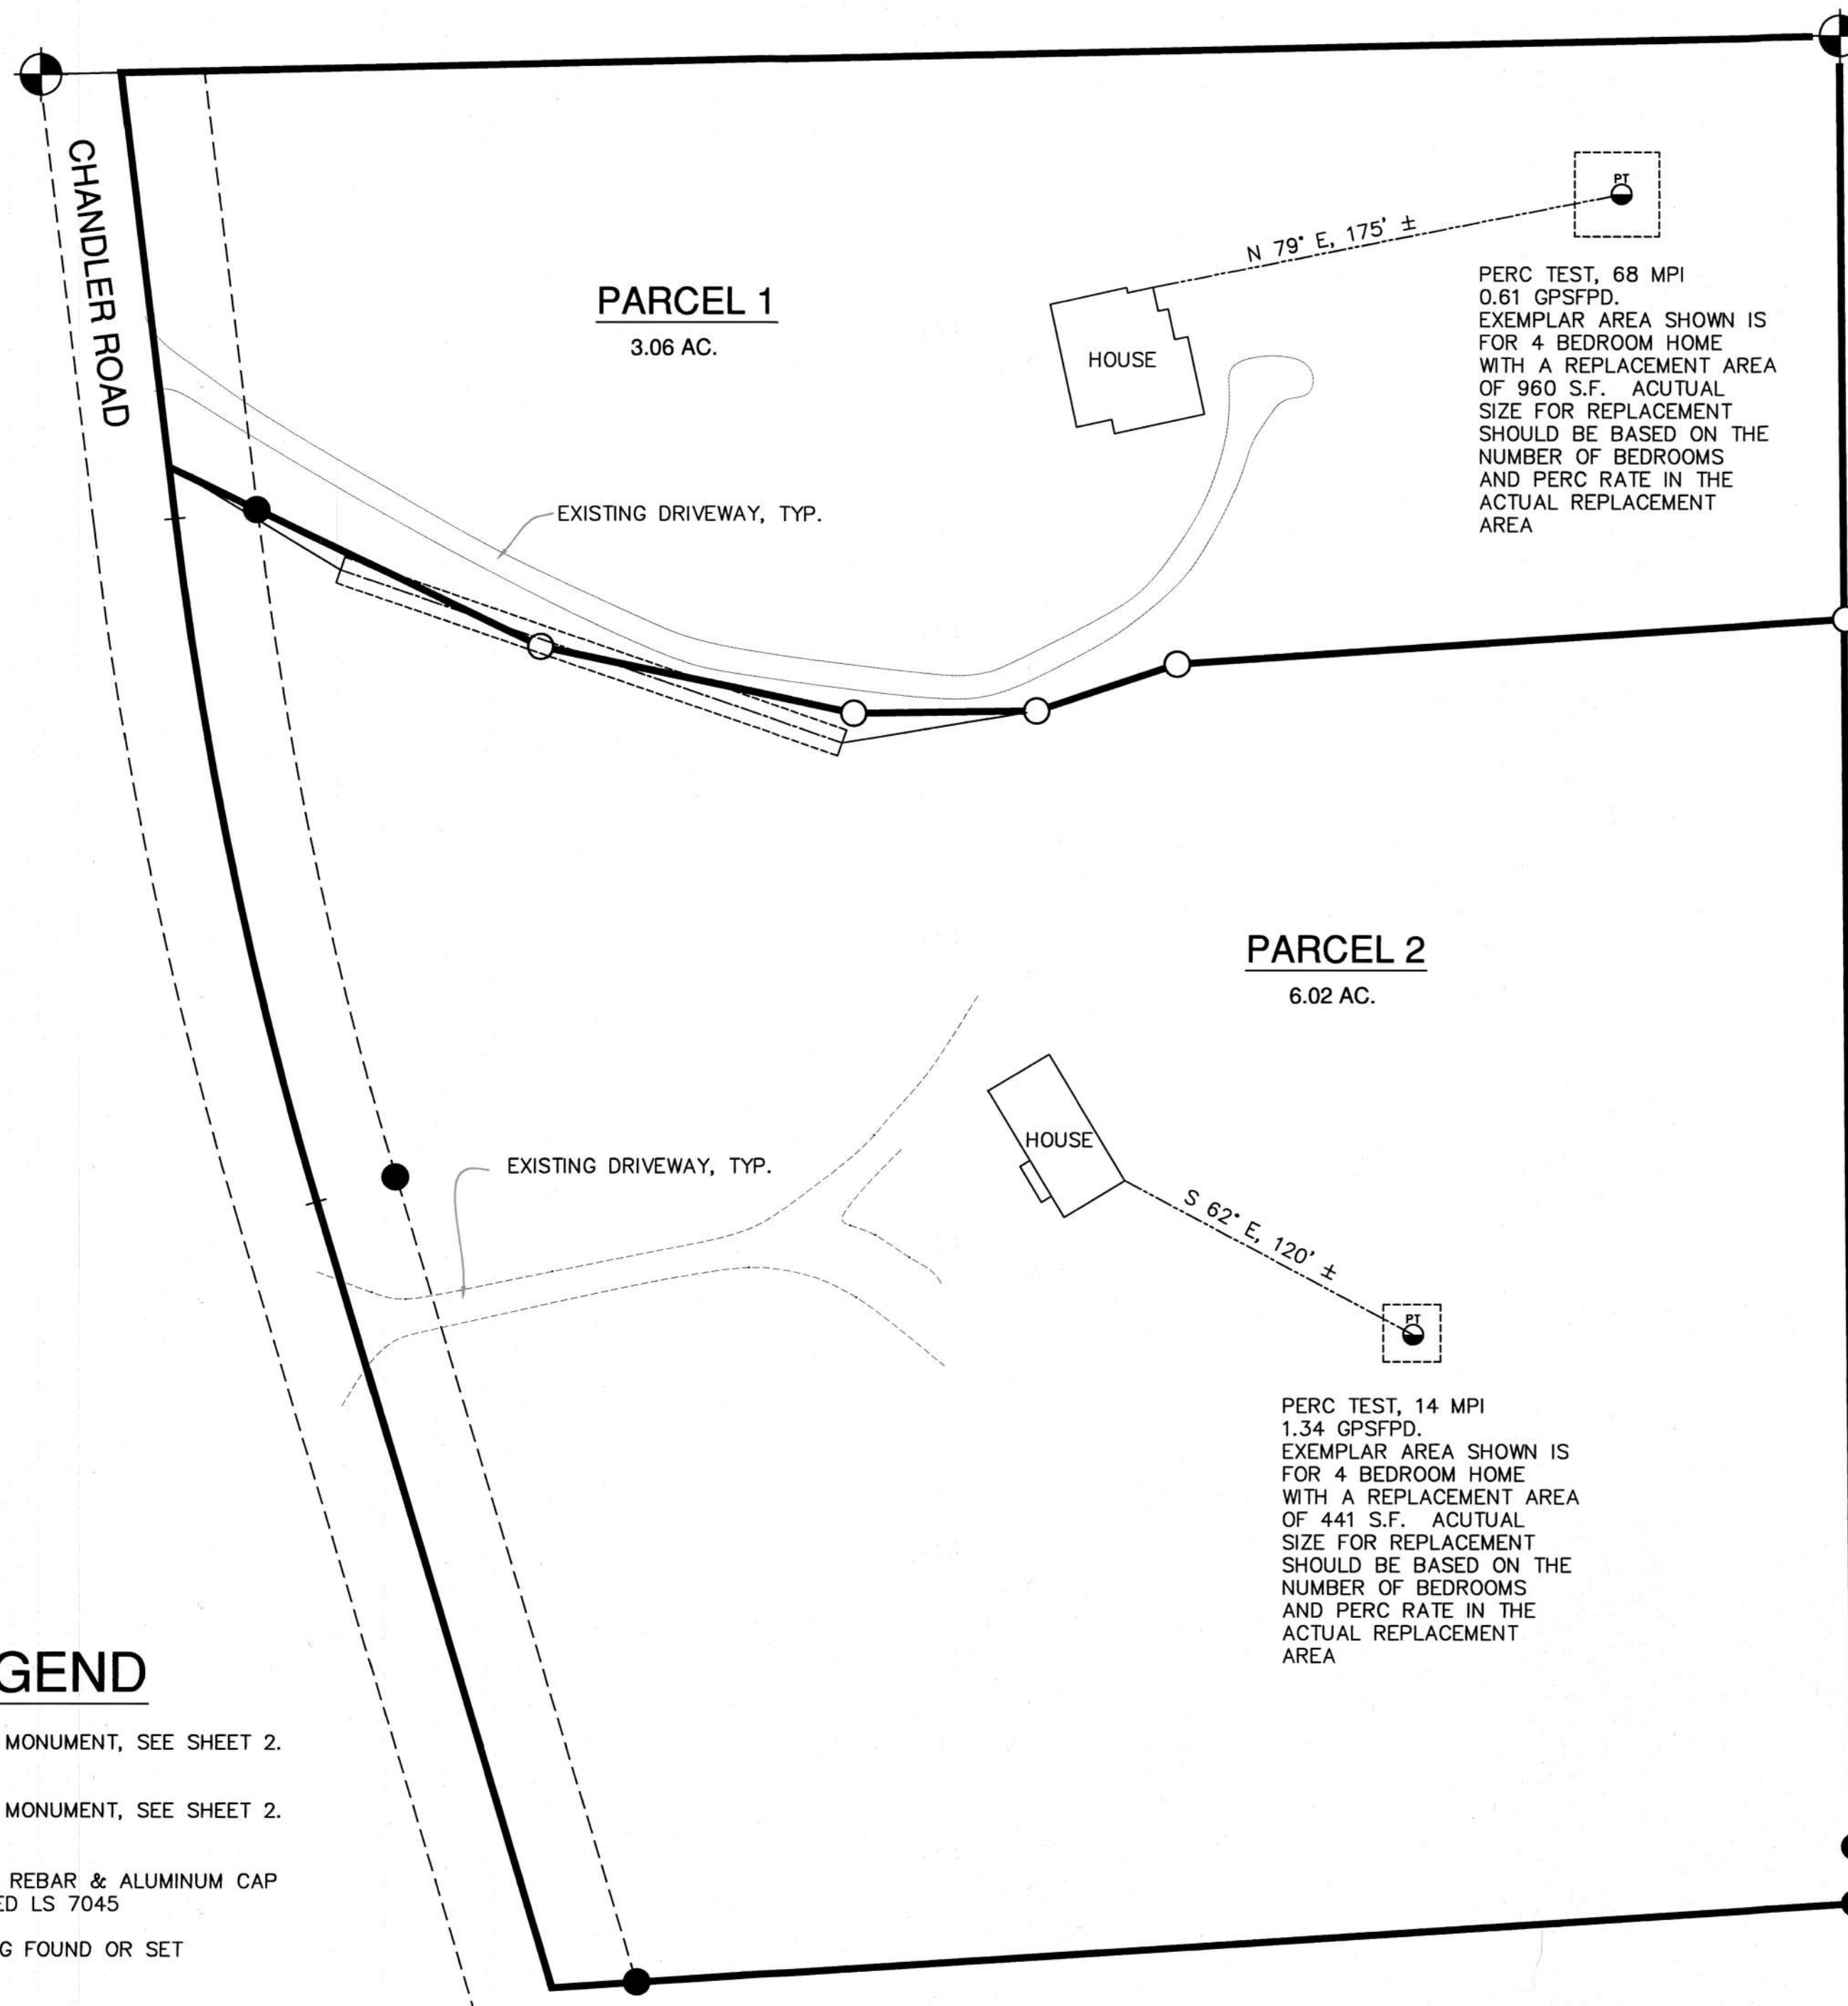 CHANDLER ROAD
PARCEL 1
3.06 AC.
HOUSE
N 79° E, 175' ±
PT
PERC TEST, 68 MPI
0.61 GPSFPD.
EXEMPLAR AREA SHOWN IS
FOR 4 BEDROOM HOME
WITH A REPLACEMENT AREA
OF 960 S.F. ACUTUAL
SIZE FOR REPLACEMENT
SHOULD BE BASED ON THE
NUMBER OF BEDROOMS
AND PERC RATE IN THE
ACTUAL REPLACEMENT
AREA
EXISTING DRIVEWAY, TYP.
PARCEL 2
6.02 AC.
HOUSE
EXISTING DRIVEWAY, TYP.
S 62° E, 120' ±
PT
PERC TEST, 14 MPI
1.34 GPSFPD.
EXEMPLAR AREA SHOWN IS
FOR 4 BEDROOM HOME
WITH A REPLACEMENT AREA
OF 441 S.F. ACUTUAL
SIZE FOR REPLACEMENT
SHOULD BE BASED ON THE
NUMBER OF BEDROOMS
AND PERC RATE IN THE
ACTUAL REPLACEMENT
AREA
GEND
MONUMENT, SEE SHEET 2.
MONUMENT, SEE SHEET 2.
REBAR & ALUMINUM CAP
ED LS 7045
G FOUND OR SET